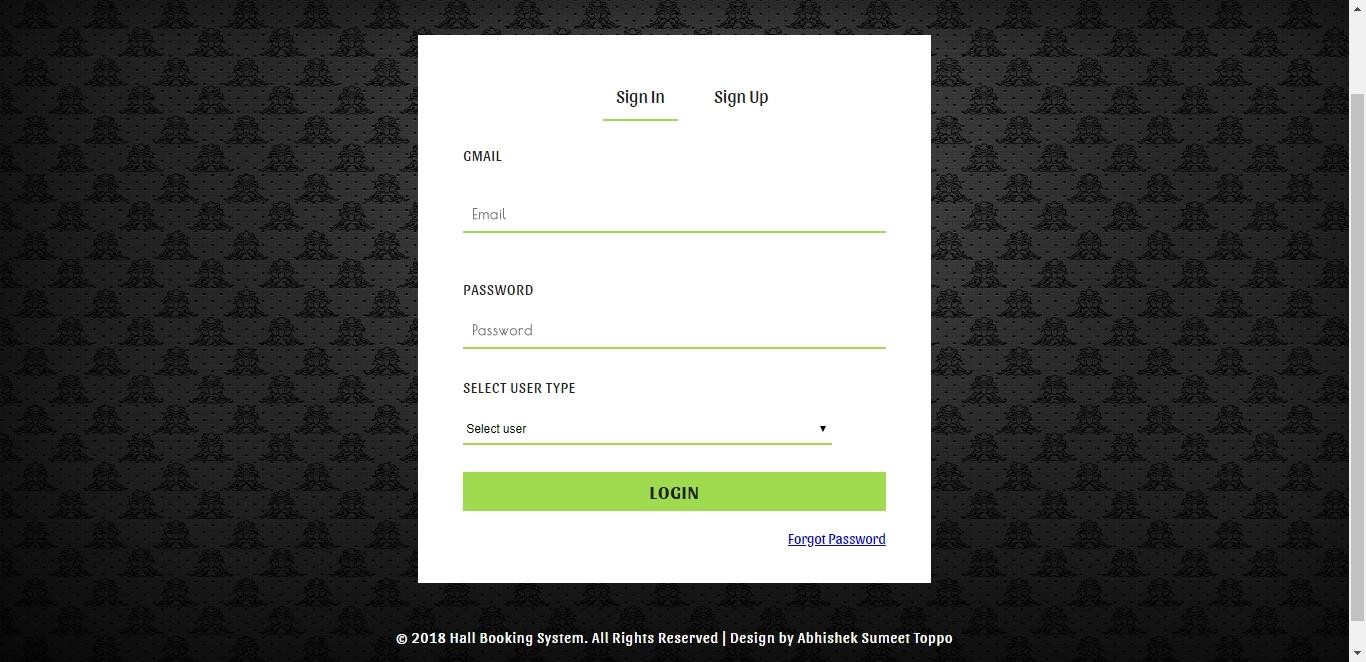 Sign In Sign Up
GMAIL
Email
PASSWORD
Password
SELECT USER TYPE
Select user
LOGIN
Forgot Password
© 2018 Hall Booking System. All Rights Reserved | Design by Abhishek Sumeet Toppo